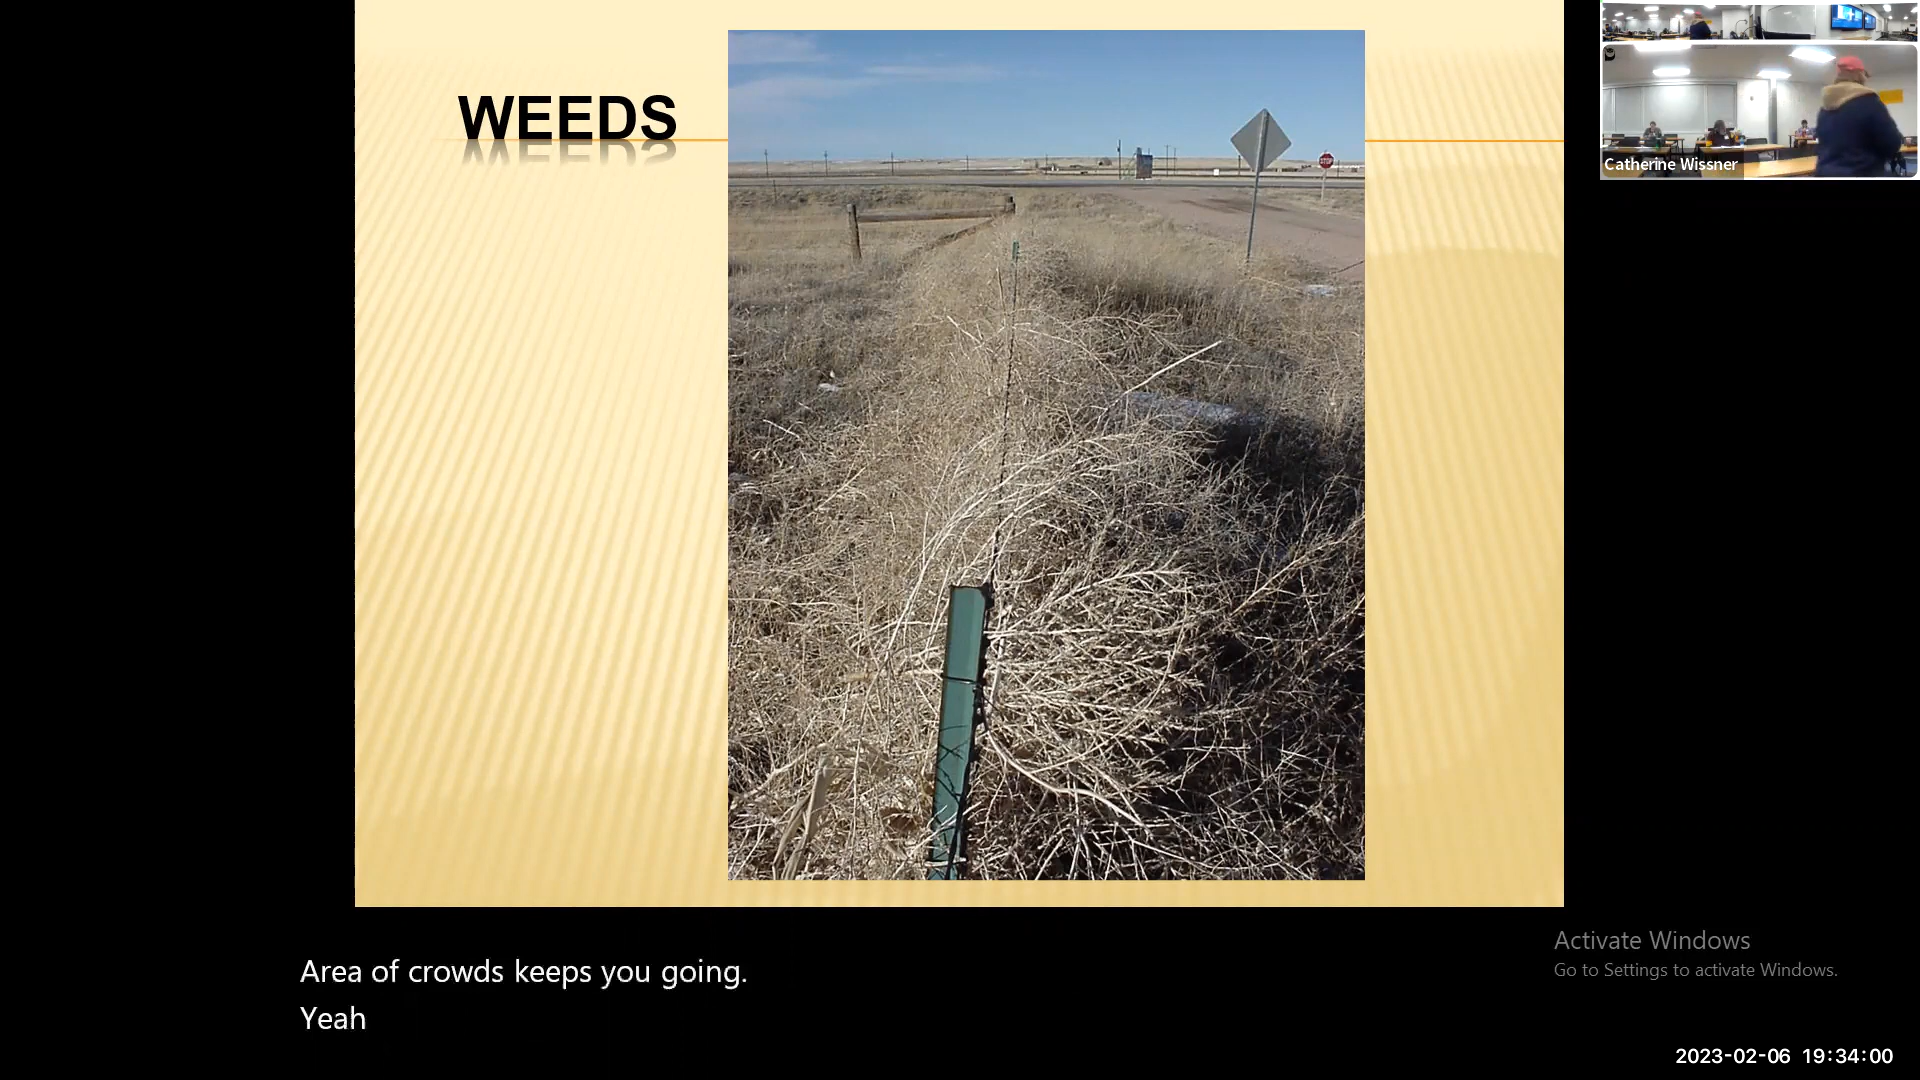 WEEDS
STOP
Catherine Wissner
Area of crowds keeps you going.
Yeah
Activate Windows
Go to Settings to activate Windows.
2023-02-06 19:34:00